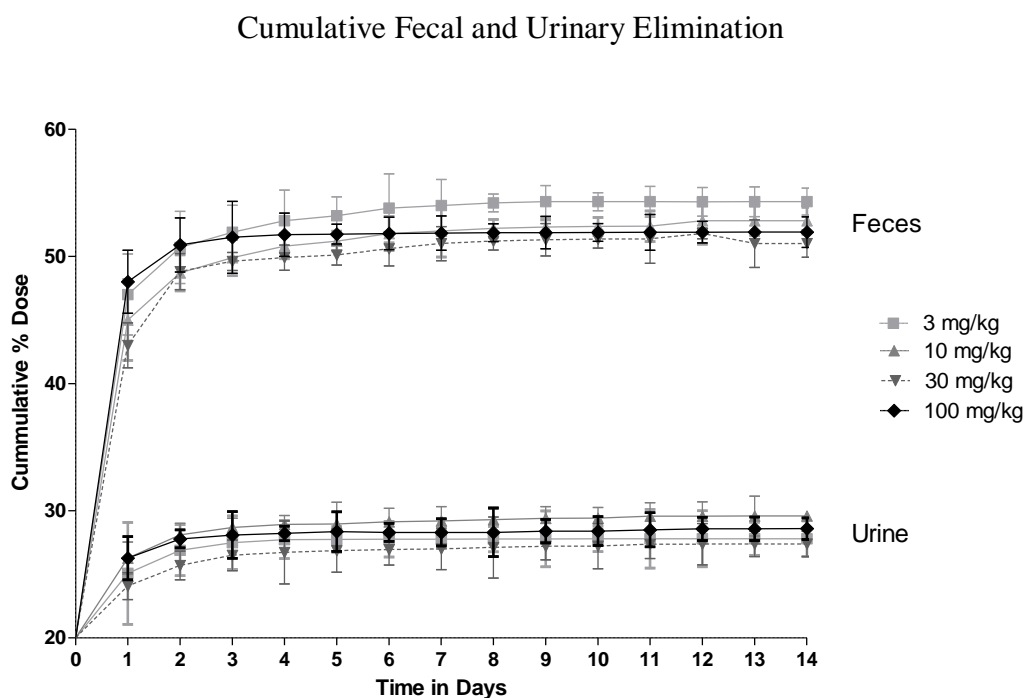 Cumulative Fecal and Urinary Elimination
60
50
40
30
20
Cummulative % Dose
0 1 2 3 4 5 6 7 8 9 10 11 12 13 14
Time in Days
Feces
3 mg/kg
10 mg/kg
30 mg/kg
100 mg/kg
Urine